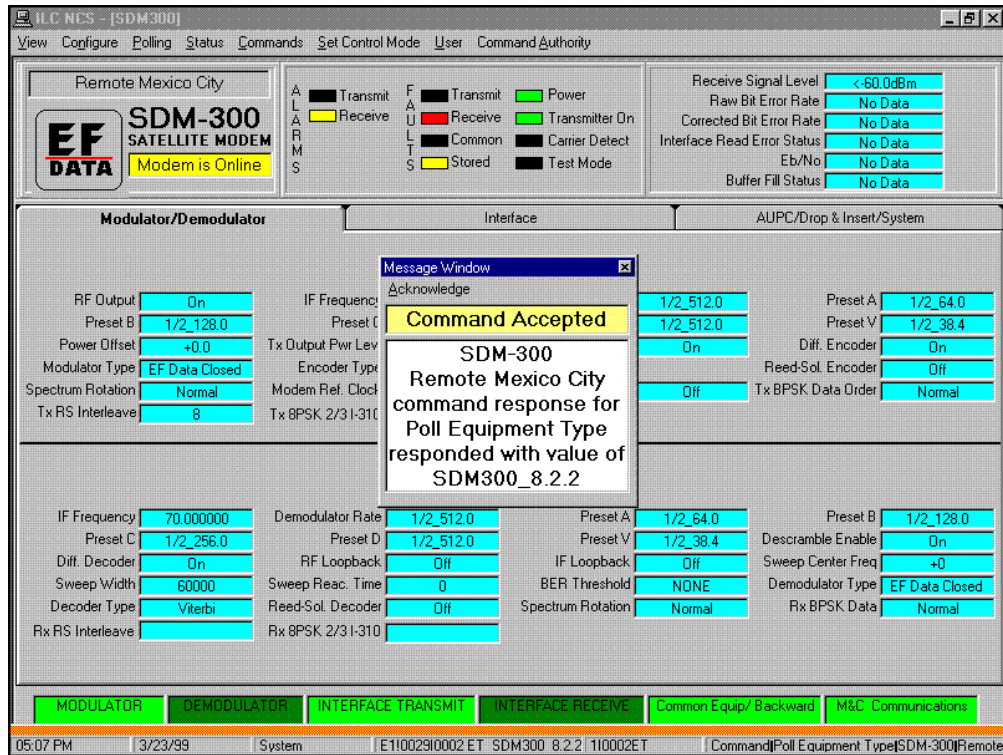 ILC NCS - [SDM300]
View Configure Polling Status Commands Set Control Mode User Command Authority
Remote Mexico City
EF DATA
SDM-300
SATELLITE MODEM
Modem is Online
ALARMS
Transmit
Receive
FAULTS
Transmit
Receive
Common
Stored
Power
Transmitter On
Carrier Detect
Test Mode
Receive Signal Level <-60.0dBm
Raw Bit Error Rate No Data
Corrected Bit Error Rate No Data
Interface Read Error Status No Data
Eb/No No Data
Buffer Fill Status No Data
Modulator/Demodulator Interface AUPC/Drop & Insert/System
Message Window
Acknowledge
Command Accepted
SDM-300
Remote Mexico City
command response for
Poll Equipment Type
responded with value of
SDM300_8.2.2
RF Output On IF Frequency 1/2_512.0 Preset A 1/2_64.0
Preset B 1/2_128.0 Preset 1/2_512.0 Preset V 1/2_38.4
Power Offset +0.0 Tx Output Pwr Lev On Diff. Encoder On
Modulator Type EF Data Closed Encoder Type Reed-Sol. Encoder Off
Spectrum Rotation Normal Modem Ref. Clock Off Tx BPSK Data Order Normal
Tx RS Interleave 8 Tx 8PSK 2/3 I-310
IF Frequency 70.000000 Demodulator Rate 1/2_512.0 Preset A 1/2_64.0 Preset B 1/2_128.0
Preset C 1/2_256.0 Preset D 1/2_512.0 Preset V 1/2_38.4 Descramble Enable On
Diff. Decoder On RF Loopback Off IF Loopback Off Sweep Center Freq +0
Sweep Width 60000 Sweep Reac. Time 0 BER Threshold NONE Demodulator Type EF Data Closed
Decoder Type Viterbi Reed-Sol. Decoder Off Spectrum Rotation Normal Rx BPSK Data Normal
Rx RS Interleave Rx 8PSK 2/3 I-310
MODULATOR DEMODULATOR INTERFACE TRANSMIT INTERFACE RECEIVE Common Equip/ Backward M&C Communications
05:07 PM 3/23/99 System E1|0029|0002 ET SDM300 8.2.2 1|0002ET Command|Poll Equipment Type|SDM-300|Remote